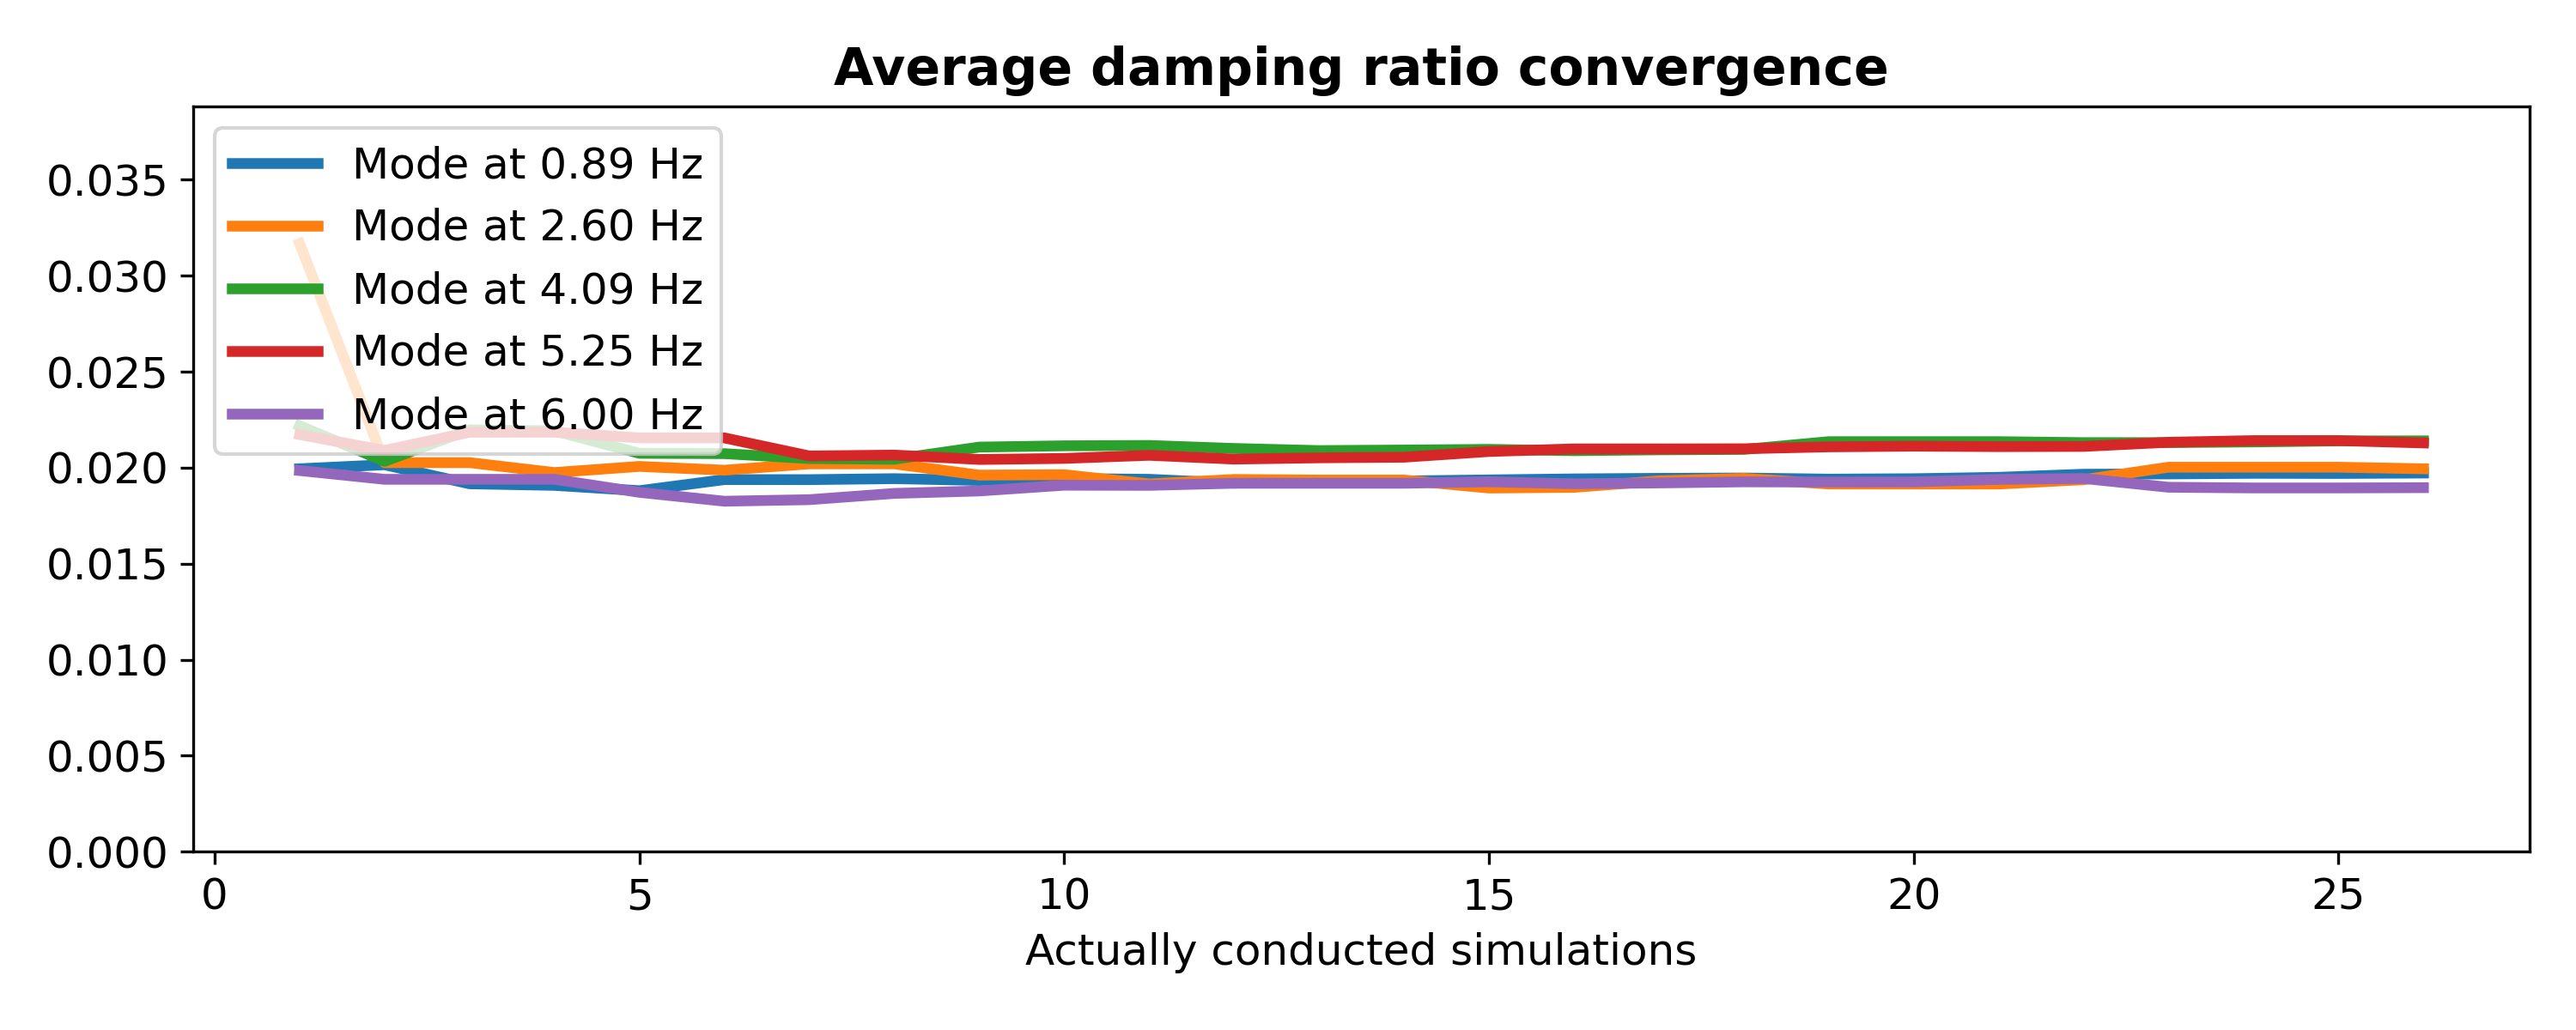 Average damping ratio convergence
Mode at 0.89 Hz
Mode at 2.60 Hz
Mode at 4.09 Hz
Mode at 5.25 Hz
Mode at 6.00 Hz
0.035
0.030
0.025
0.020
0.015
0.010
0.005
0.000
0 5 10 15 20 25
Actually conducted simulations